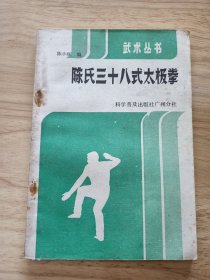 武术丛书
陈小旺 编
陈氏三十八式太极拳
科学普及出版社广州分社